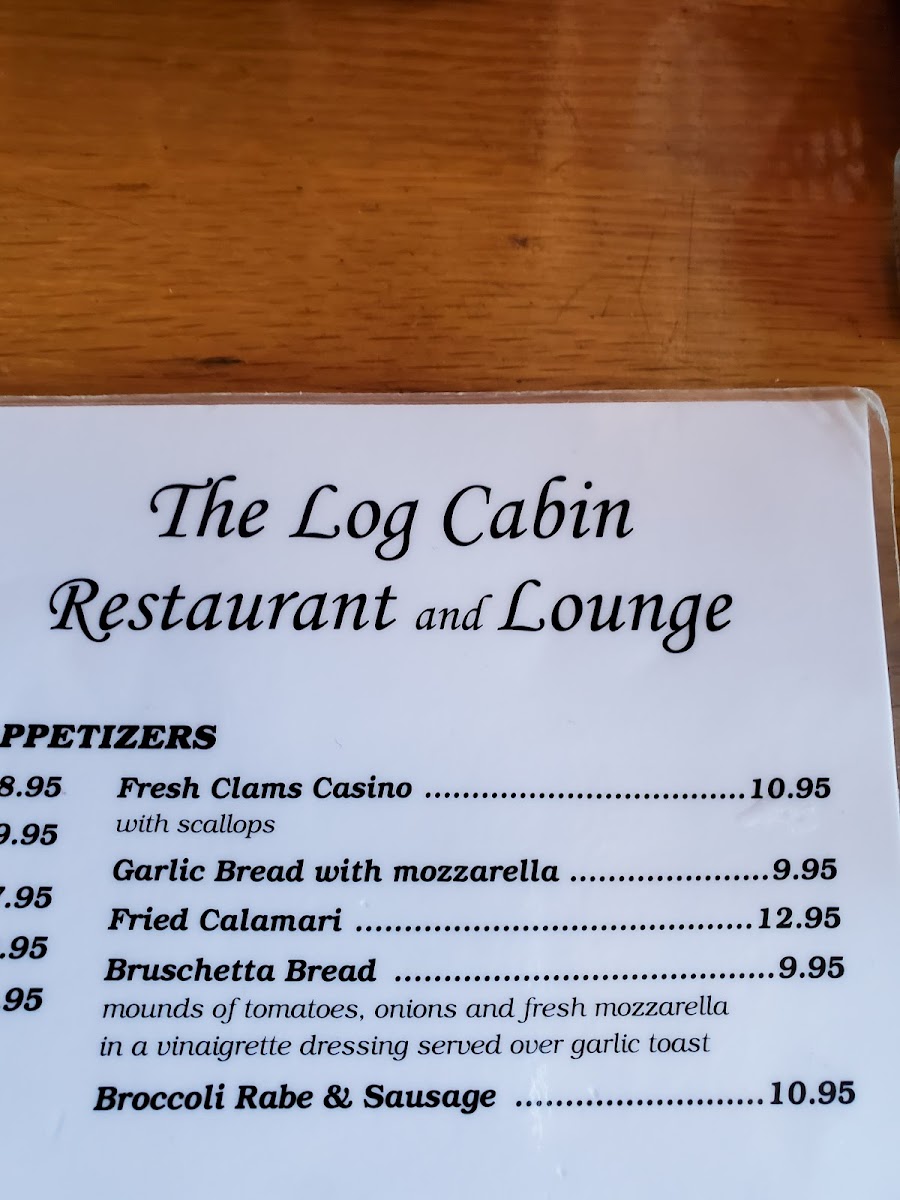 The Log Cabin
Restaurant and Lounge
PPETIZERS
8.95 Fresh Clams Casino ...................................10.95
9.95 with scallops
Garlic Bread with mozzarella ......................9.95
.95 Fried Calamari ...........................................12.95
.95 Bruschetta Bread .........................................9.95
.95 mounds of tomatoes, onions and fresh mozzarella
in a vinaigrette dressing served over garlic toast
Broccoli Rabe & Sausage ...........................10.95